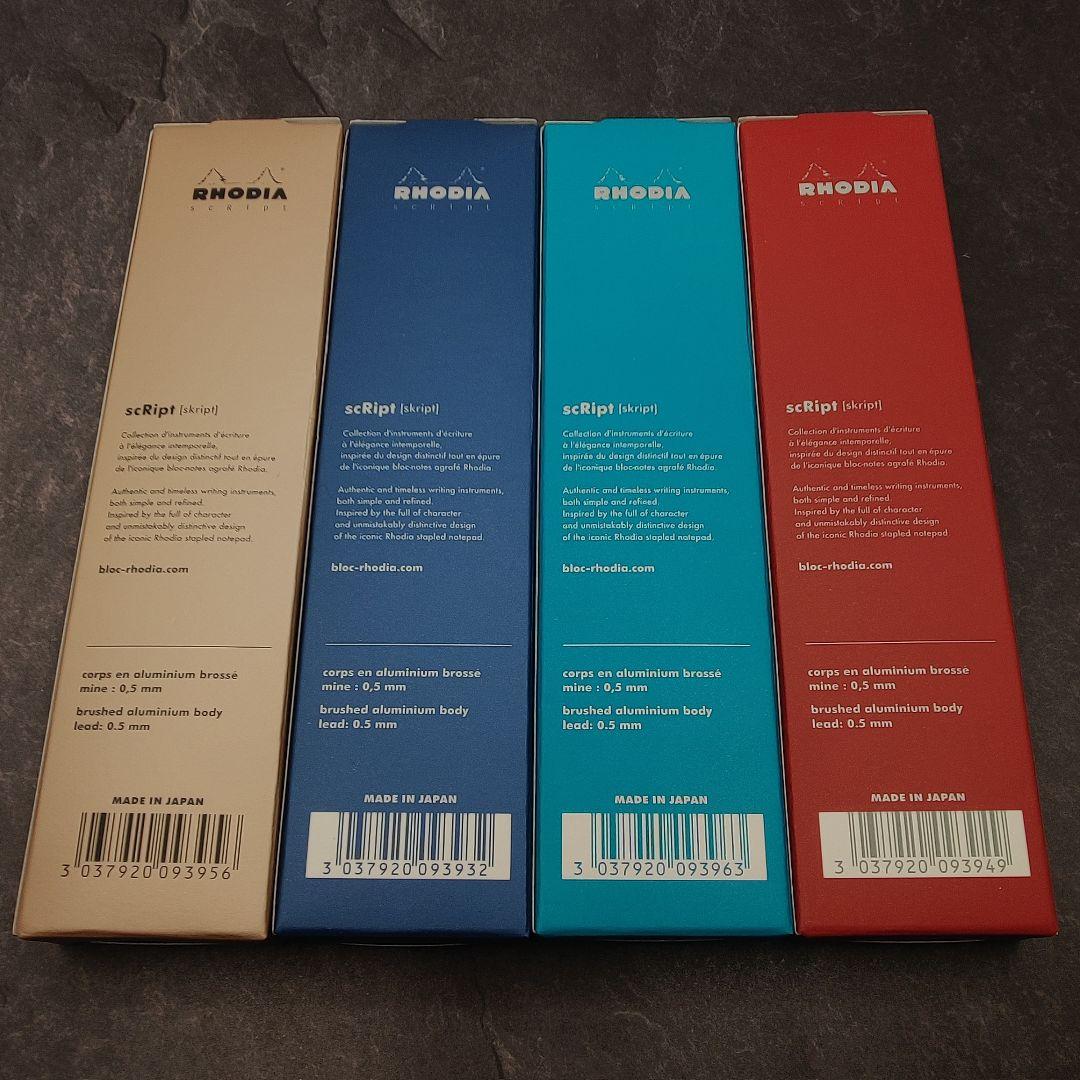 RHODIA
scRipt
scRipt [skript]
Collection d'instruments d'écriture
à l'élégance intemporelle,
inspirée du design distinctif tout en épure
de l'iconique bloc-notes agrafé Rhodia.
Authentic and timeless writing instruments,
both simple and refined.
Inspired by the full of character
and unmistakably distinctive design
of the iconic Rhodia stapled notepad.
bloc-rhodia.com
corps en aluminium brossé
mine : 0,5 mm
brushed aluminium body
lead: 0.5 mm
MADE IN JAPAN
3 037920 093956
RHODIA
scRipt
scRipt [skript]
Collection d'instruments d'écriture
à l'élégance intemporelle,
inspirée du design distinctif tout en épure
de l'iconique bloc-notes agrafé Rhodia.
Authentic and timeless writing instruments,
both simple and refined.
Inspired by the full of character
and unmistakably distinctive design
of the iconic Rhodia stapled notepad.
bloc-rhodia.com
corps en aluminium brossé
mine : 0,5 mm
brushed aluminium body
lead: 0.5 mm
MADE IN JAPAN
3 037920 093932
RHODIA
scRipt
scRipt [skript]
Collection d'instruments d'écriture
à l'élégance intemporelle,
inspirée du design distinctif tout en épure
de l'iconique bloc-notes agrafé Rhodia.
Authentic and timeless writing instruments,
both simple and refined.
Inspired by the full of character
and unmistakably distinctive design
of the iconic Rhodia stapled notepad.
bloc-rhodia.com
corps en aluminium brossé
mine : 0,5 mm
brushed aluminium body
lead: 0.5 mm
MADE IN JAPAN
3 037920 093963
RHODIA
scRipt
scRipt [skript]
Collection d'instruments d'écriture
à l'élégance intemporelle,
inspirée du design distinctif tout en épure
de l'iconique bloc-notes agrafé Rhodia.
Authentic and timeless writing instruments,
both simple and refined.
Inspired by the full of character
and unmistakably distinctive design
of the iconic Rhodia stapled notepad.
bloc-rhodia.com
corps en aluminium brossé
mine : 0,5 mm
brushed aluminium body
lead: 0.5 mm
MADE IN JAPAN
3 037920 093949